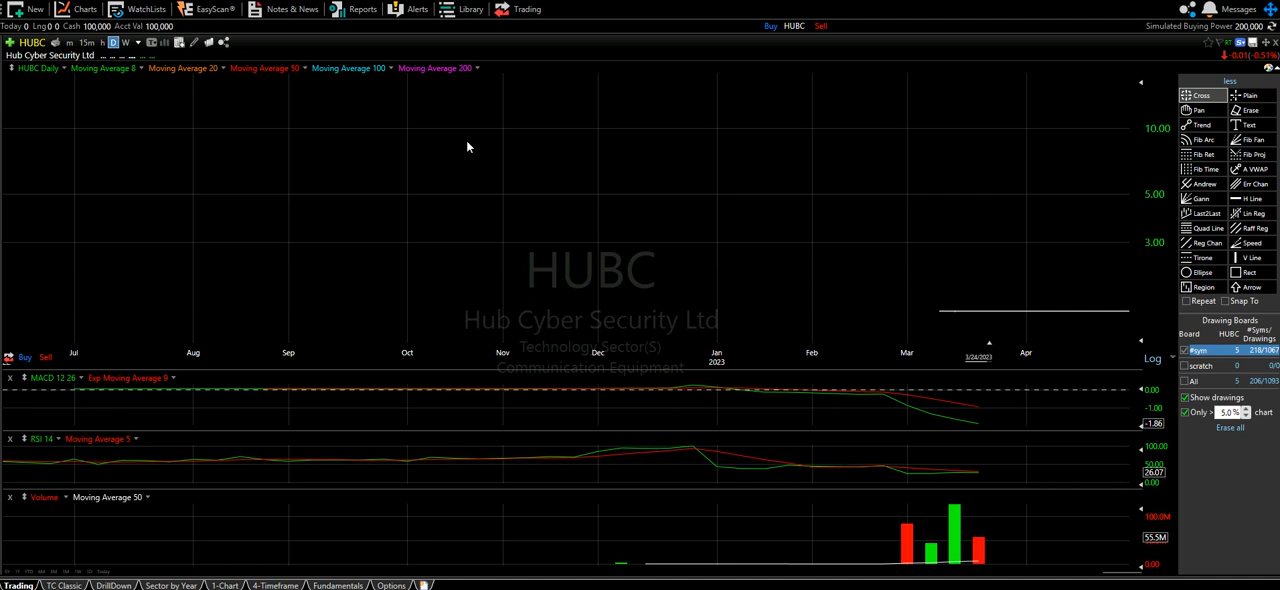 New Charts WatchLists EasyScan® Notes & News Reports Alerts Library Trading Messages
Today 0 Lng 0 0 Cash 100,000 Acct Val 100,000 Buy HUBC Sell Simulated Buying Power 200,000
HUBC m 15m h D W RT
Hub Cyber Security Ltd -0.01(-0.51%)
HUBC Daily Moving Average 8 Moving Average 20 Moving Average 50 Moving Average 100 Moving Average 200
less
Cross Plain
Pan Erase
Trend Text
Fib Arc Fib Fan
Fib Ret Fib Proj
Fib Time A VWAP
Andrew Err Chan
Gann H Line
Last2Last Lin Reg
Quad Line Raff Reg
Reg Chan Speed
Tirone V Line
Ellipse Rect
Region Arrow
Repeat Snap To
Drawing Boards
Board HUBC #Syms/Drawings
#sym 5 218/1067
scratch 0 0/0
All 5 206/1093
Show drawings
Only > 5.0 % chart
Erase all
10.00
5.00
3.00
HUBC
Hub Cyber Security Ltd
Technology Sector(S)
Communication Equipment
Jul Aug Sep Oct Nov Dec Jan Feb Mar Apr
2023 3/24/2023
Buy Sell Log
X MACD 12 26 Exp Moving Average 9
0.00
-1.00
-1.86
X RSI 14 Moving Average 5
100.00
50.00
26.07
0.00
X Volume Moving Average 50
100.0M
55.5M
0.00
Trading TC Classic DrillDown Sector by Year 1-Chart 4-Timeframe Fundamentals Options